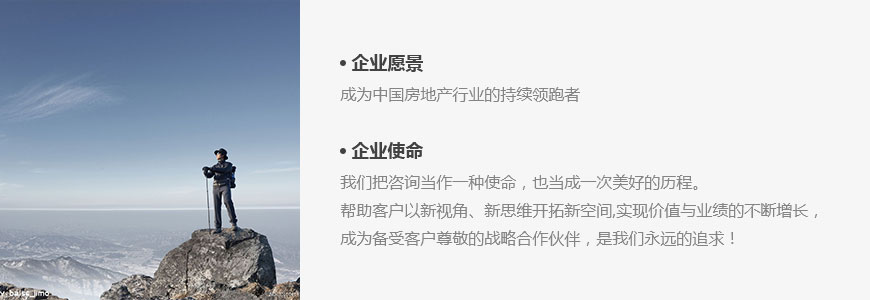 • 企业愿景
成为中国房地产行业的持续领跑者
• 企业使命
我们把咨询当作一种使命，也当成一次美好的历程。
帮助客户以新视角、新思维开拓新空间,实现价值与业绩的不断增长，
成为备受客户尊敬的战略合作伙伴，是我们永远的追求！